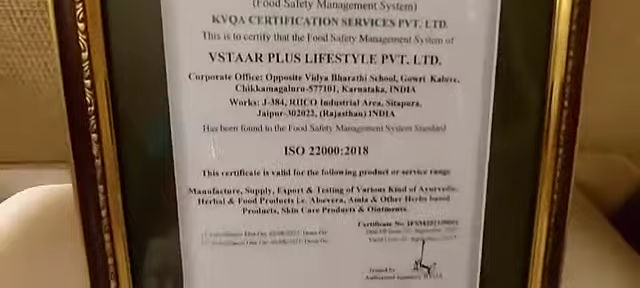 (Food Safety Management System)
KVQA CERTIFICATION SERVICES PVT. LTD.
This is to certify that the Food Safety Management System of
VSTAAR PLUS LIFESTYLE PVT. LTD.
Corporate Office: Opposite Vidya Bharathi School, Gowri Kaluve,
Chikkamagaluru-577101, Karnataka, INDIA
Works: J-384, RIICO Industrial Area, Sitapura,
Jaipur-302022, (Rajasthan) INDIA
Has been found to the Food Safety Management System Standard
ISO 22000:2018
This certificate is valid for the following product or service range
Manufacture, Supply, Export & Testing of Various Kind of Ayurvedic,
Herbal & Food Products i.e. Aloevera, Amla & Other Herbs based
Products, Skin Care Products & Ointments.
Certificate No.
Issued by